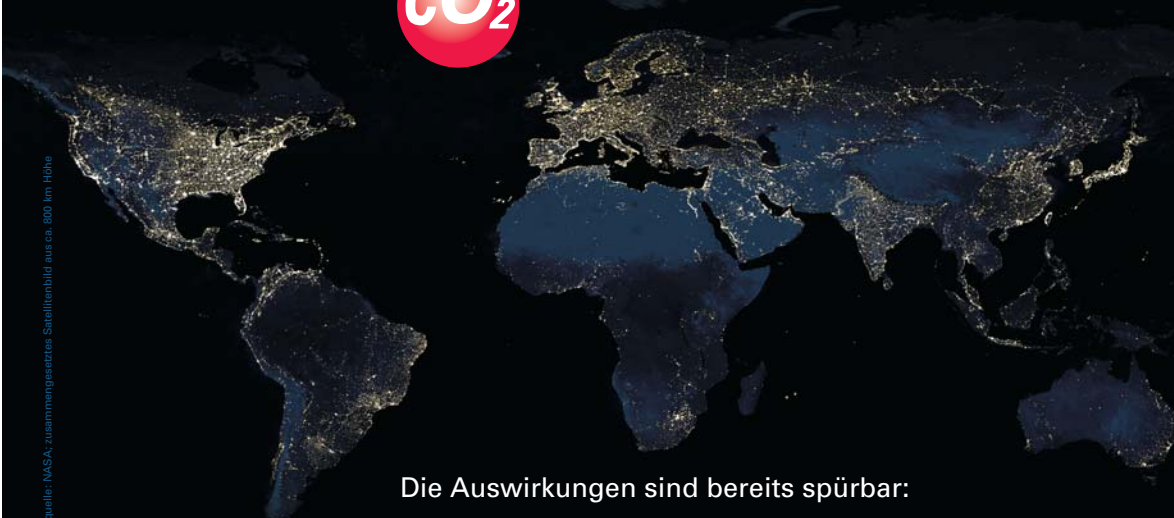 CO2
Die Auswirkungen sind bereits spürbar:
quelle: NASA; zusammengesetztes Satellitenbild aus ca. 800 km Höhe